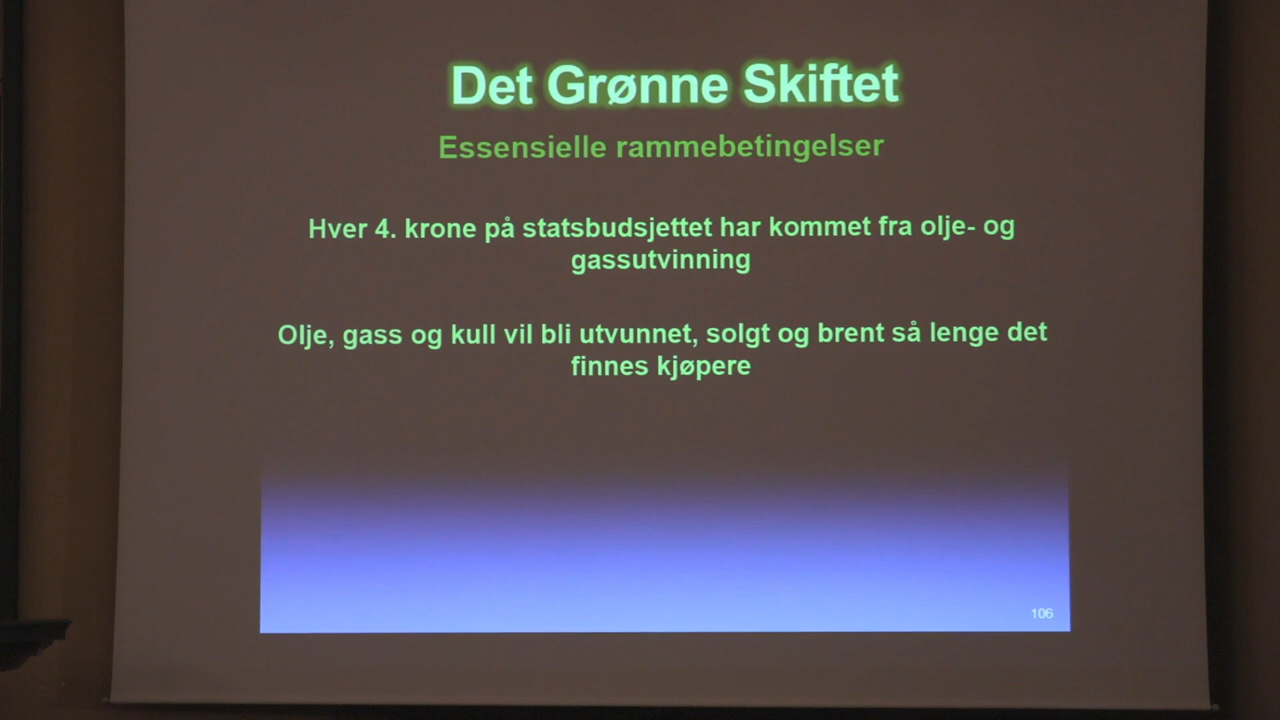 Det Grønne Skiftet
Essensielle rammebetingelser
Hver 4. krone på statsbudsjettet har kommet fra olje- og
gassutvinning
Olje, gass og kull vil bli utvunnet, solgt og brent så lenge det
finnes kjøpere
106